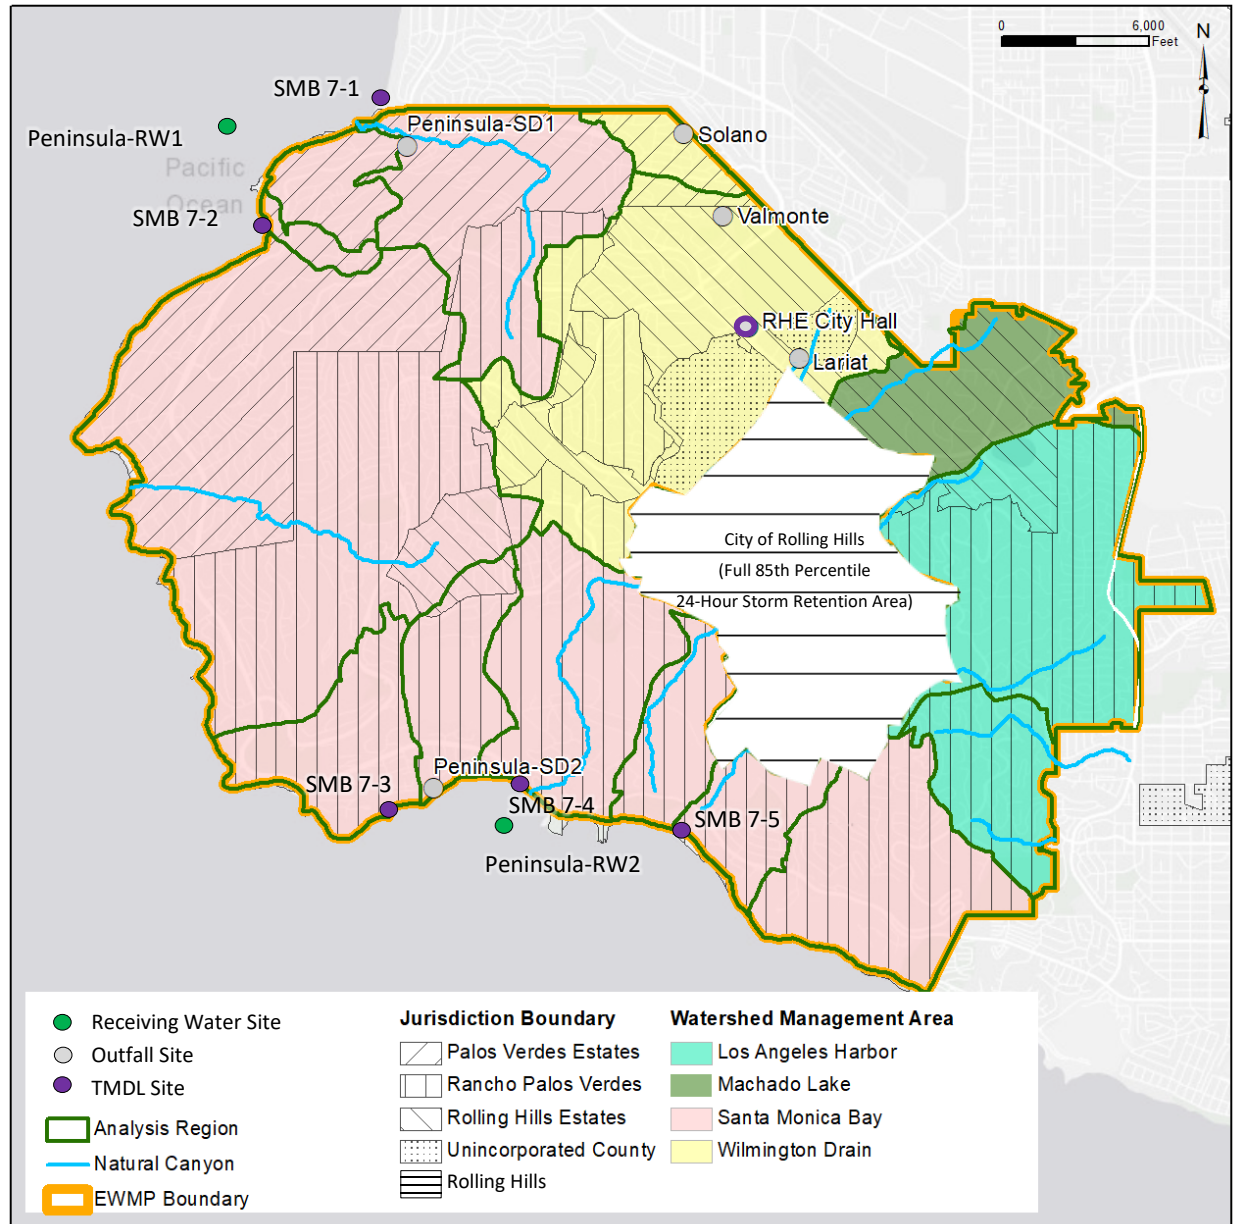 0 6,000
Feet
N
SMB 7-1
Peninsula-RW1
Peninsula-SD1
Solano
Pacific
Ocean
SMB 7-2
Valmonte
RHE City Hall
Lariat
City of Rolling Hills
(Full 85th Percentile
24-Hour Storm Retention Area)
Peninsula-SD2
SMB 7-3
SMB 7-4
SMB 7-5
Peninsula-RW2
Receiving Water Site
Outfall Site
TMDL Site
Analysis Region
Natural Canyon
EWMP Boundary
Jurisdiction Boundary
Palos Verdes Estates
Rancho Palos Verdes
Rolling Hills Estates
Unincorporated County
Rolling Hills
Watershed Management Area
Los Angeles Harbor
Machado Lake
Santa Monica Bay
Wilmington Drain